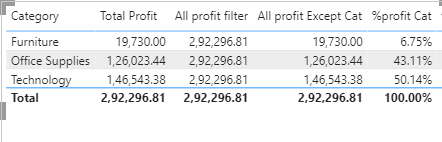 Category Total Profit All profit filter All profit Except Cat %profit Cat
Furniture 19,730.00 2,92,296.81 19,730.00 6.75%
Office Supplies 1,26,023.44 2,92,296.81 1,26,023.44 43.11%
Technology 1,46,543.38 2,92,296.81 1,46,543.38 50.14%
Total 2,92,296.81 2,92,296.81 2,92,296.81 100.00%